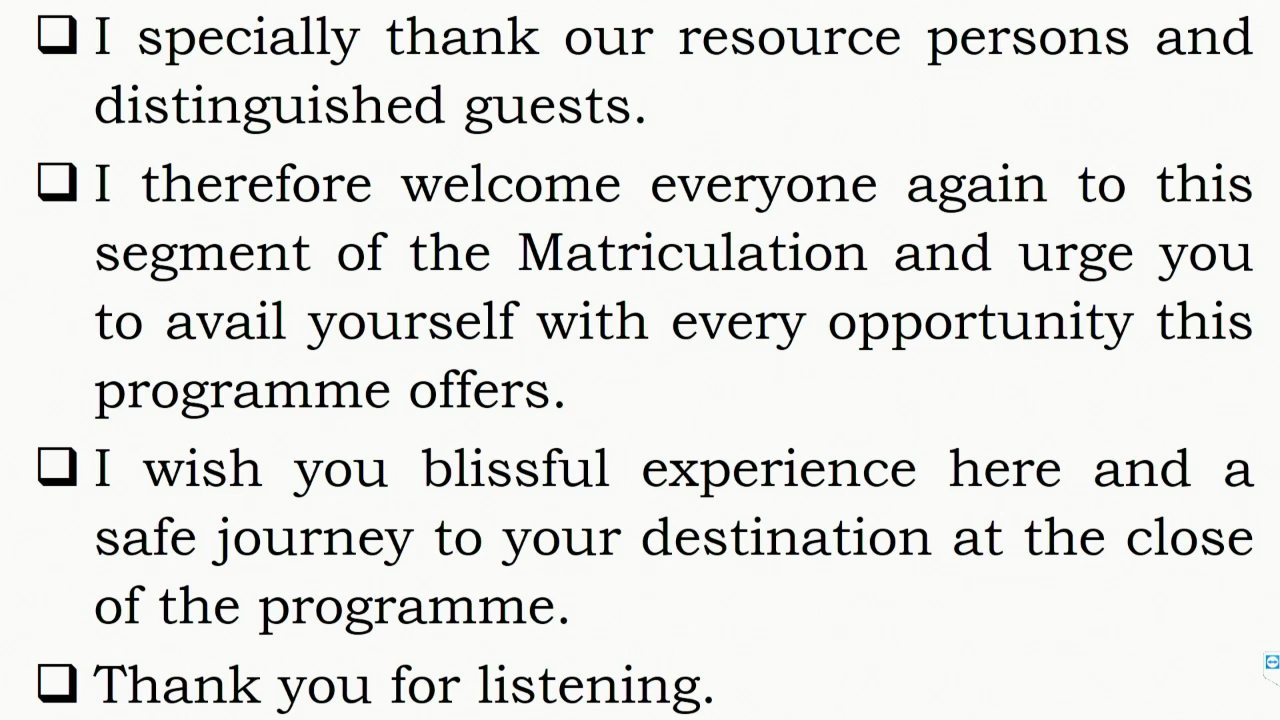 ❑ I specially thank our resource persons and
distinguished guests.
❑ I therefore welcome everyone again to this
segment of the Matriculation and urge you
to avail yourself with every opportunity this
programme offers.
❑ I wish you blissful experience here and a
safe journey to your destination at the close
of the programme.
❑ Thank you for listening.